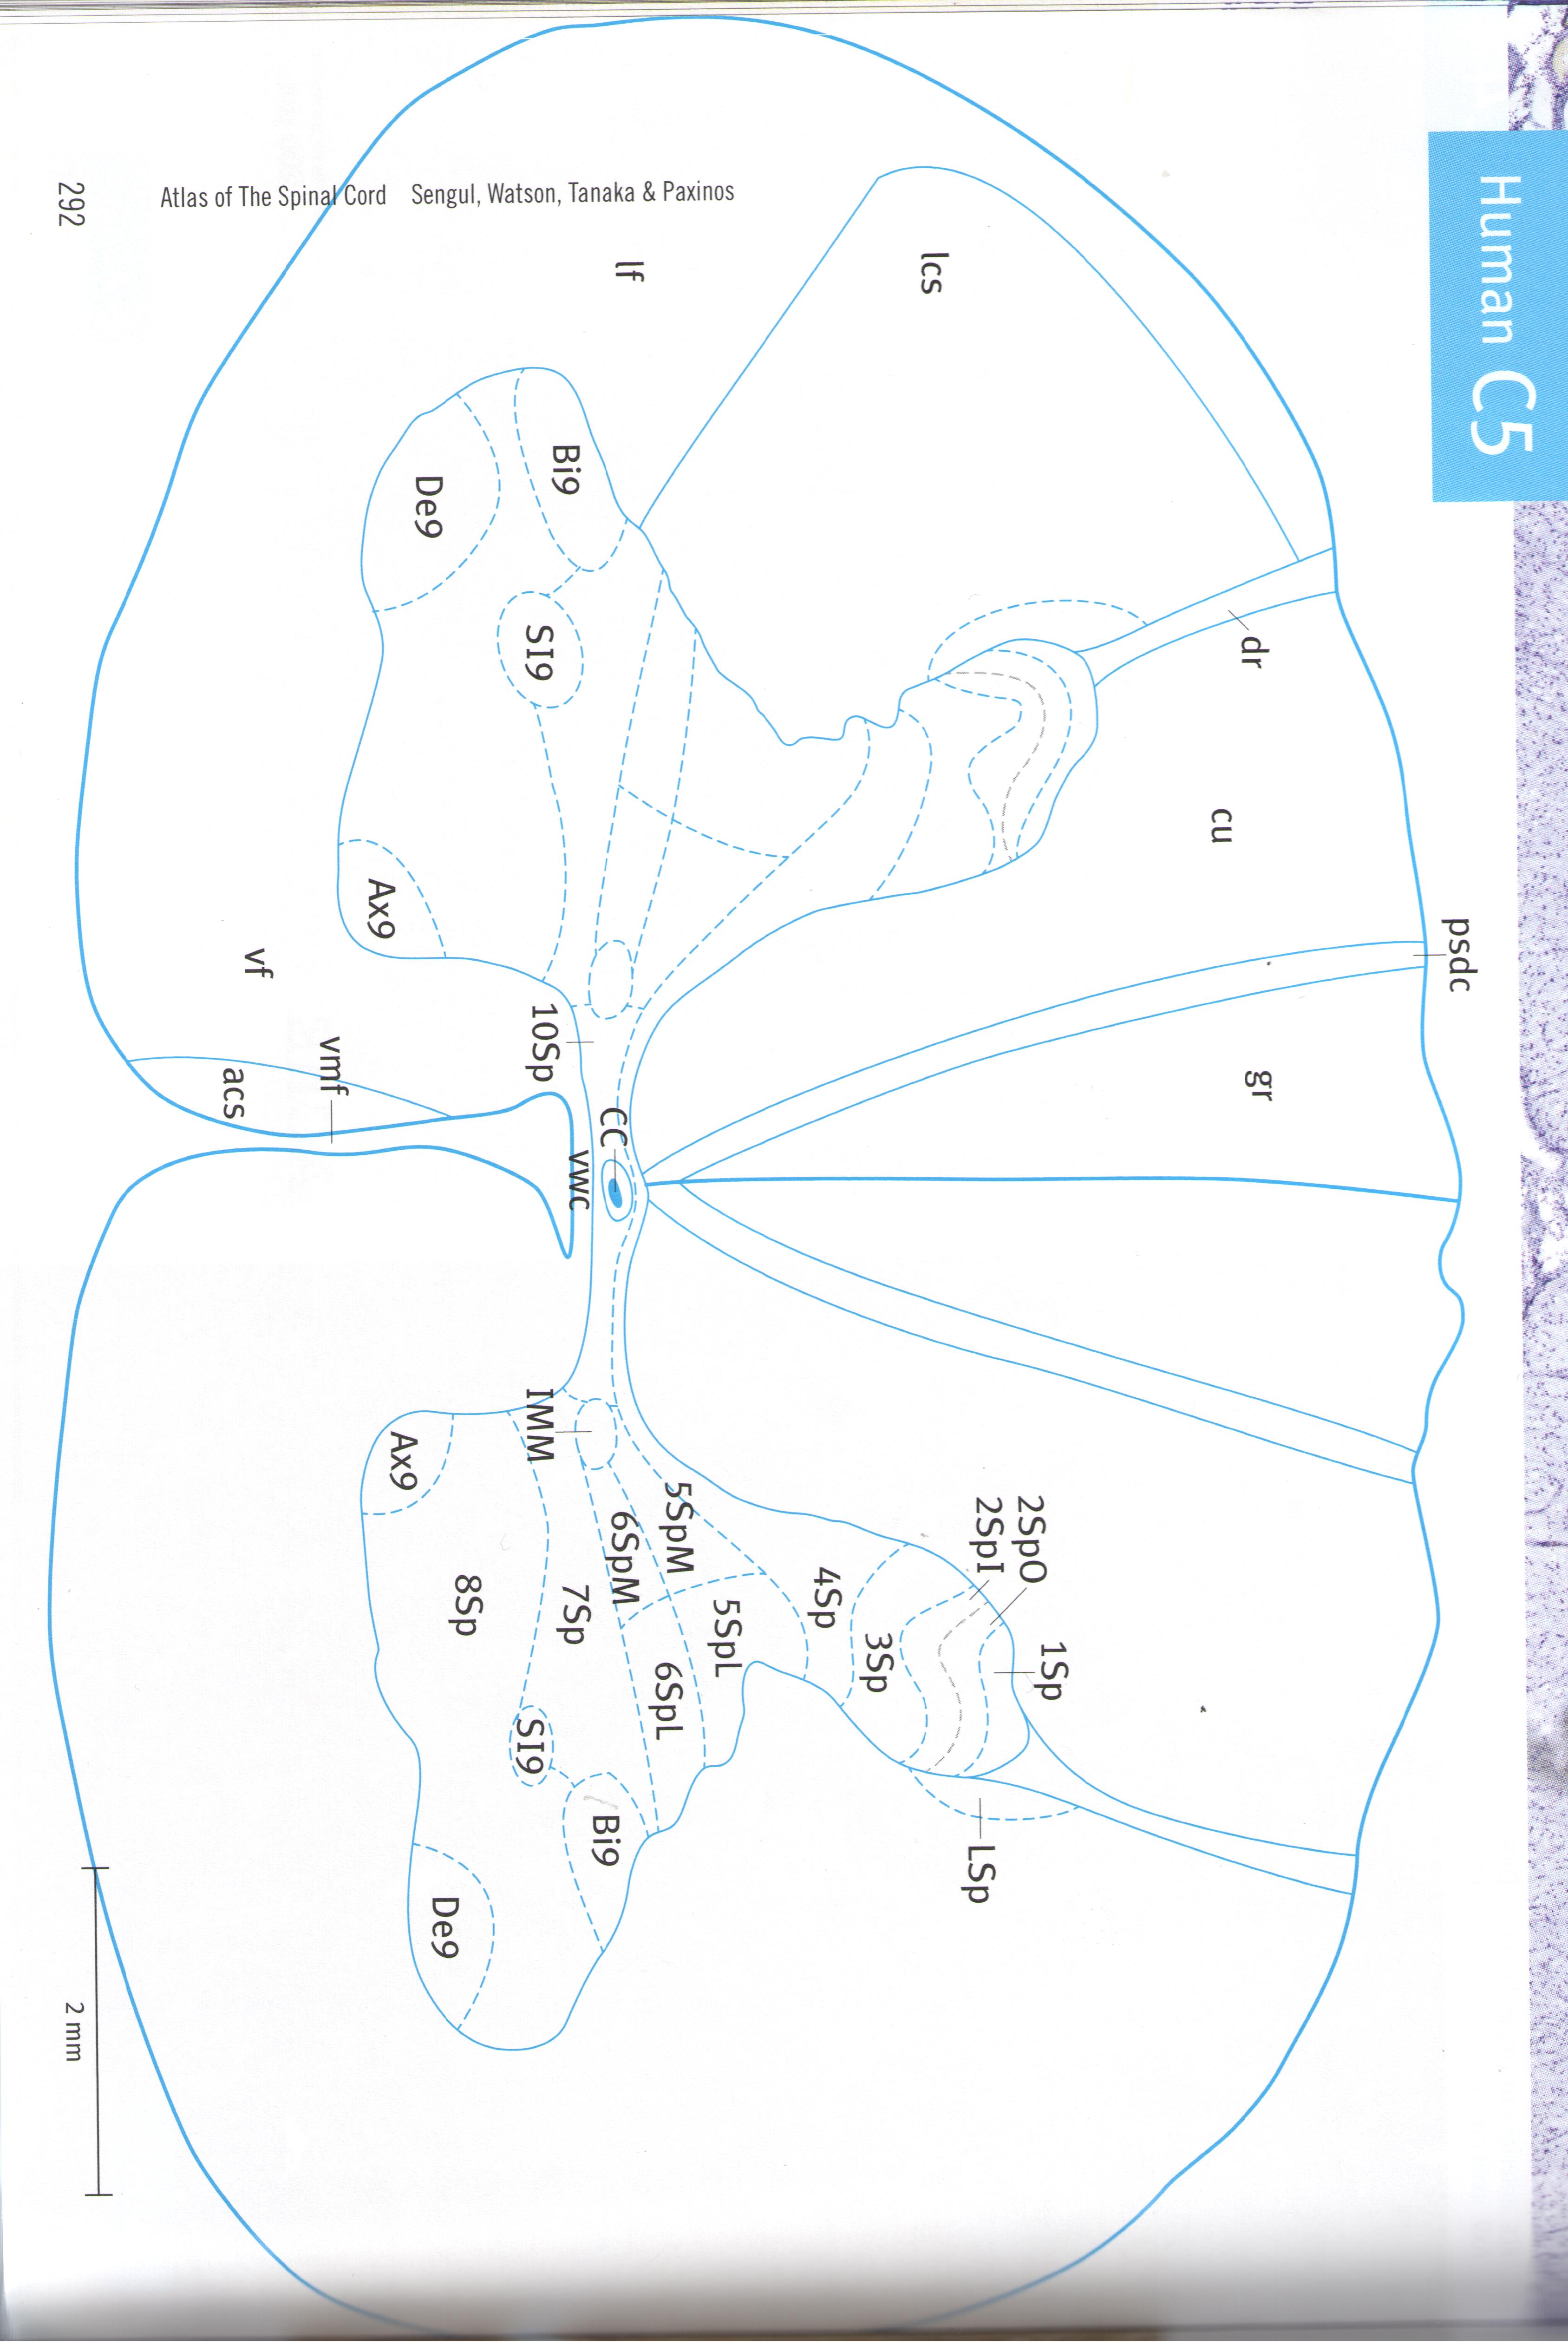 Human C5
psdc
dr
cu
gr
lcs
lf
2SpO
2SpI
1Sp
LSp
3Sp
4Sp
5SpM
5SpL
6SpM
6SpL
7Sp
8Sp
IMM
10Sp
CC
vwc
Bi9
De9
SI9
Ax9
Ax9
SI9
Bi9
De9
vf
vmf
acs
2 mm
292
Atlas of The Spinal Cord Sengul, Watson, Tanaka & Paxinos